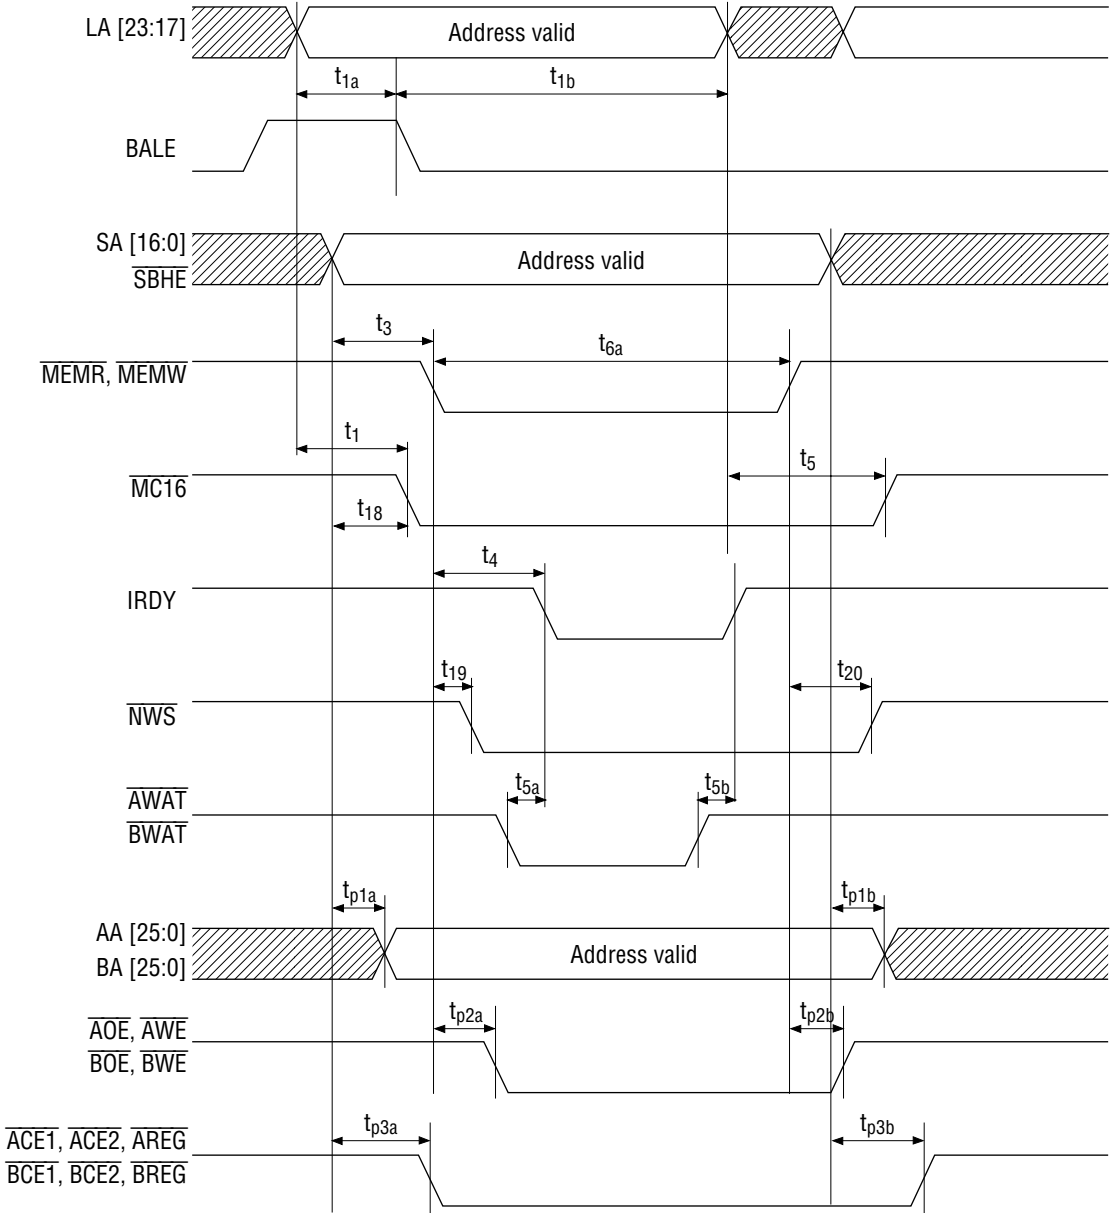 LA [23:17]
Address valid
t1a
t1b
BALE
SA [16:0]
SBHE
Address valid
t3
t6a
MEMR, MEMW
t1
t5
MC16
t18
t4
IRDY
t19
t20
NWS
t5a
t5b
AWAT
BWAT
tp1a
tp1b
AA [25:0]
BA [25:0]
Address valid
tp2a
tp2b
AOE, AWE
BOE, BWE
tp3a
tp3b
ACE1, ACE2, AREG
BCE1, BCE2, BREG